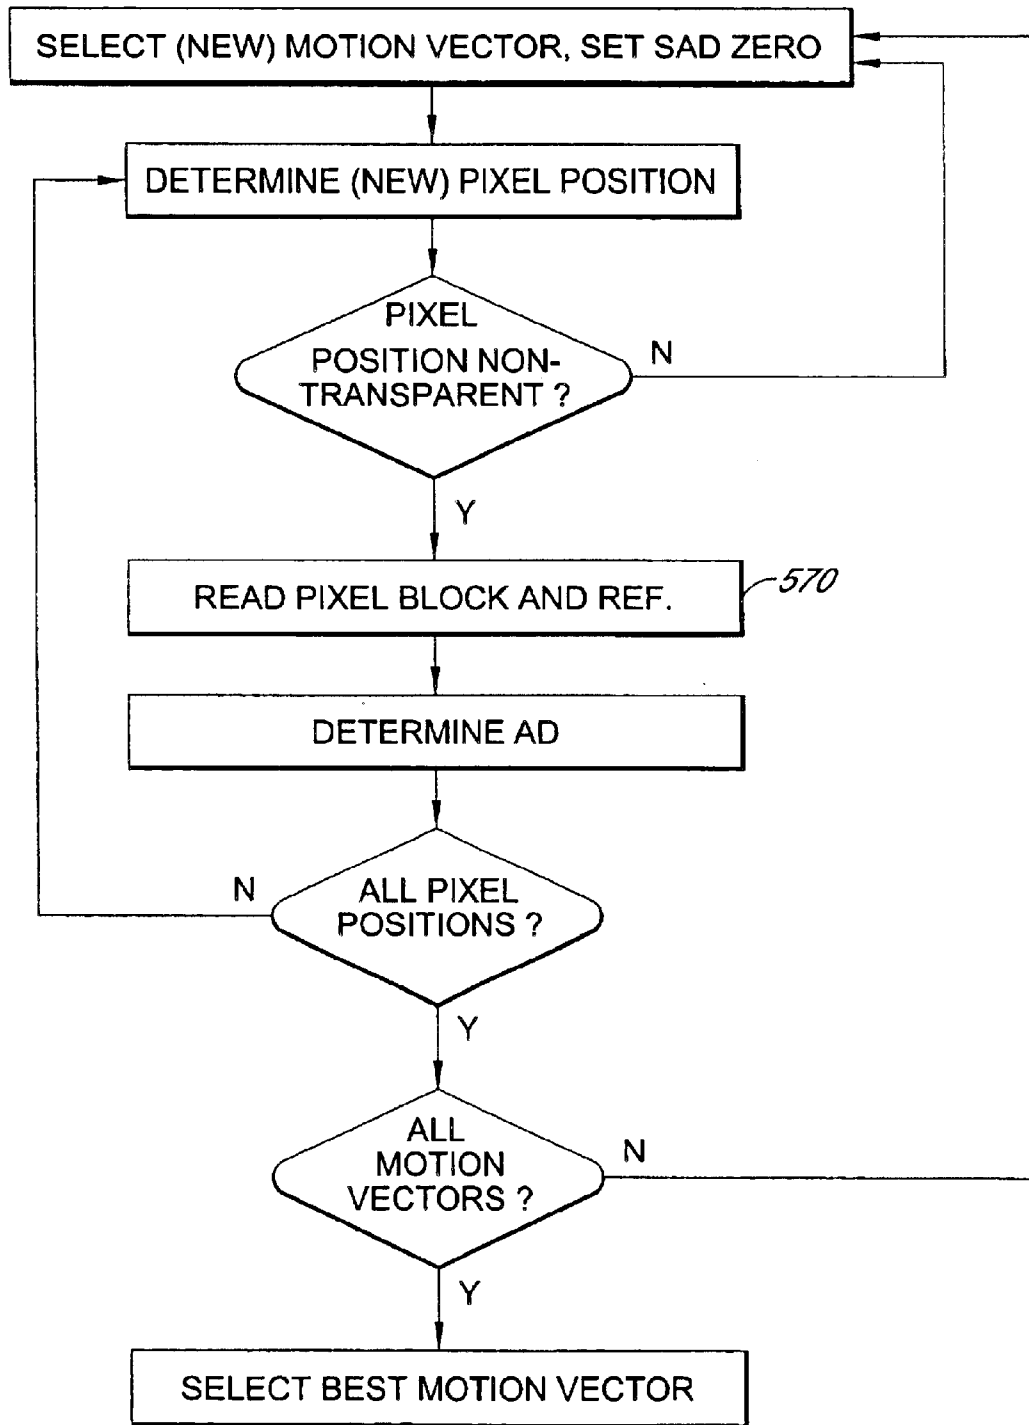 SELECT (NEW) MOTION VECTOR, SET SAD ZERO
DETERMINE (NEW) PIXEL POSITION
PIXEL
POSITION NON-
TRANSPARENT ?
N
Y
READ PIXEL BLOCK AND REF.
570
DETERMINE AD
N
ALL PIXEL
POSITIONS ?
Y
ALL
MOTION
VECTORS ?
N
Y
SELECT BEST MOTION VECTOR